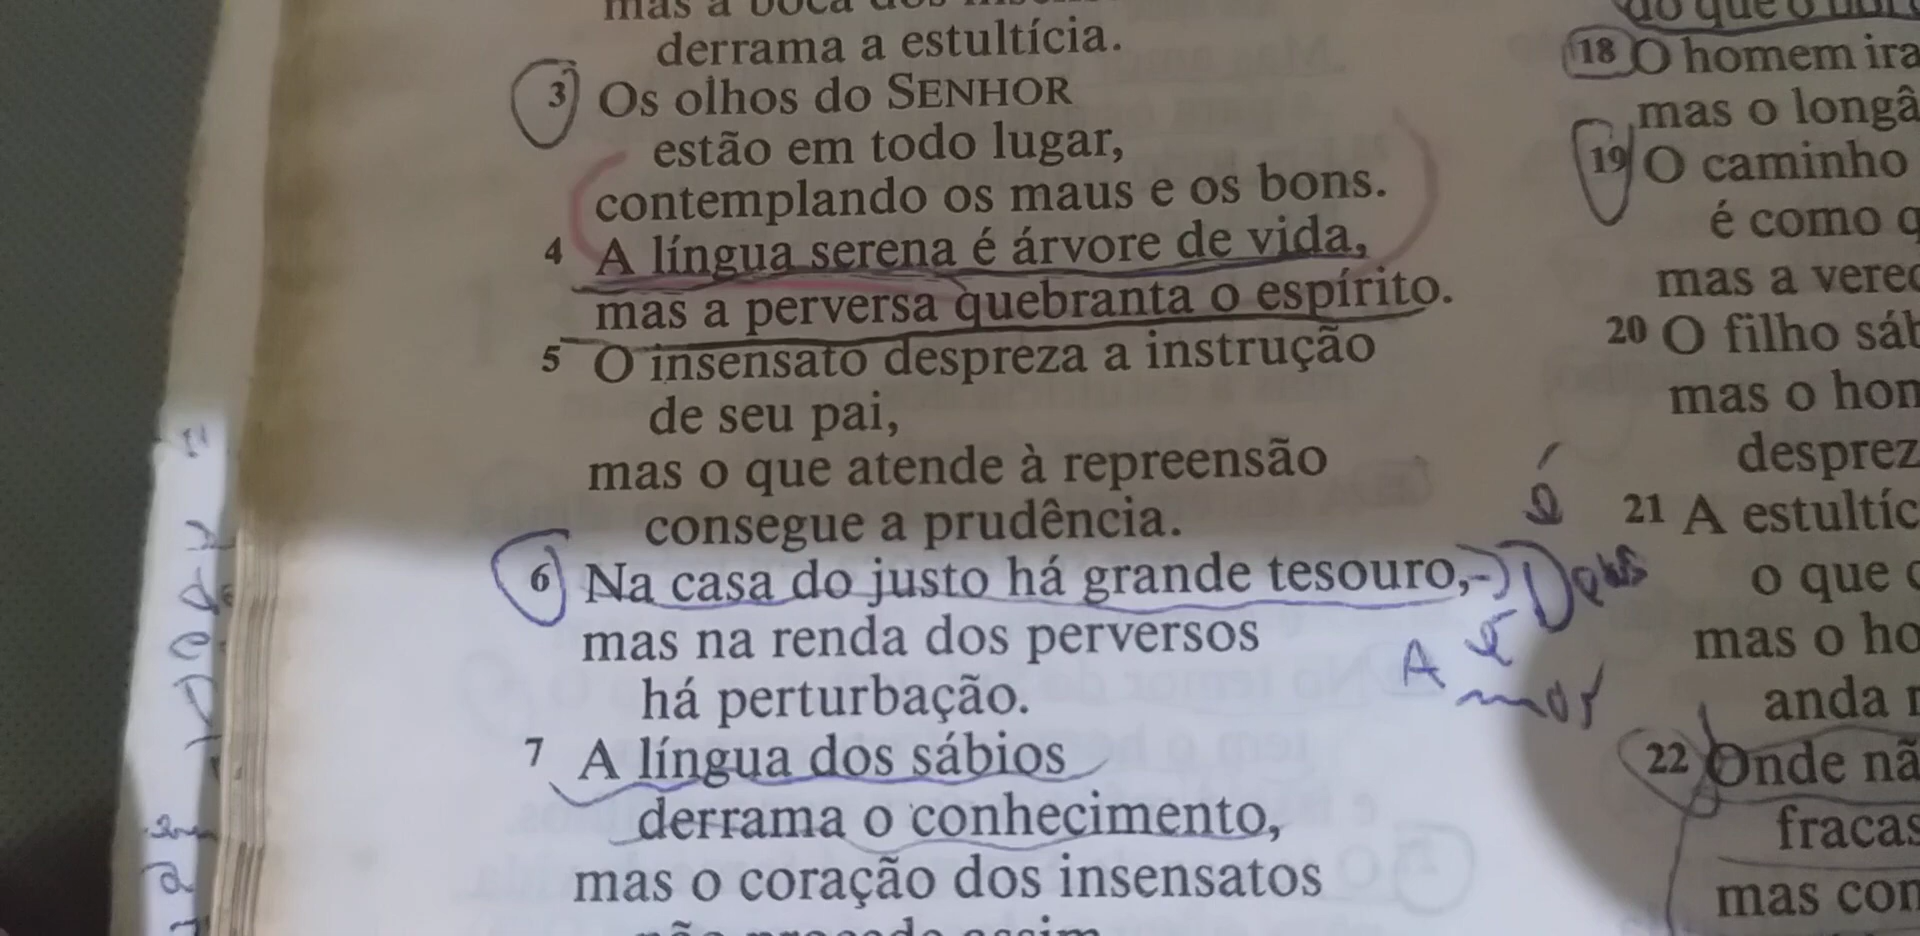 derrama a estultícia.
3 Os olhos do SENHOR
estão em todo lugar,
contemplando os maus e os bons.
4 A língua serena é árvore de vida,
mas a perversa quebranta o espírito.
5 O insensato despreza a instrução
de seu pai,
mas o que atende à repreensão
consegue a prudência.
6 Na casa do justo há grande tesouro,
mas na renda dos perversos
há perturbação.
7 A língua dos sábios
derrama o conhecimento,
mas o coração dos insensatos
é
Deus
é
A mor
18 O homem ira
mas o longâ
19 O caminho
é como q
mas a vere
20 O filho sáb
mas o hom
desprez
21 A estultíc
o que
mas o ho
anda
22 Onde nã
fracas
mas con